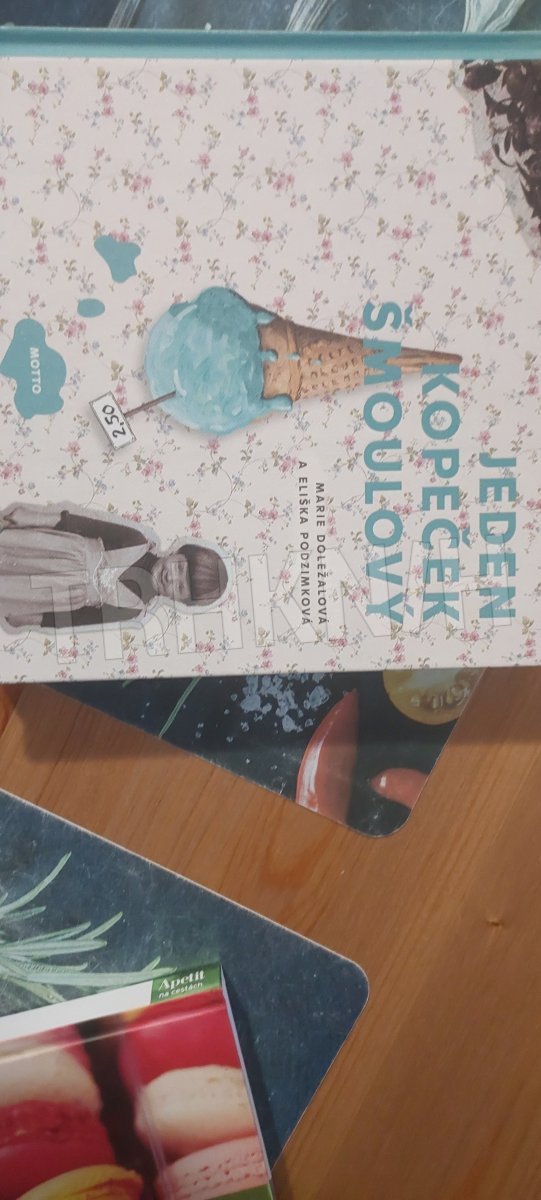 JEDEN
KOPEČEK
ŠMOULOVÝ
MARIE DOLEŽALOVÁ
A ELIŠKA PODZIMKOVÁ
2,50
MOTTO
Apetit
na cestách